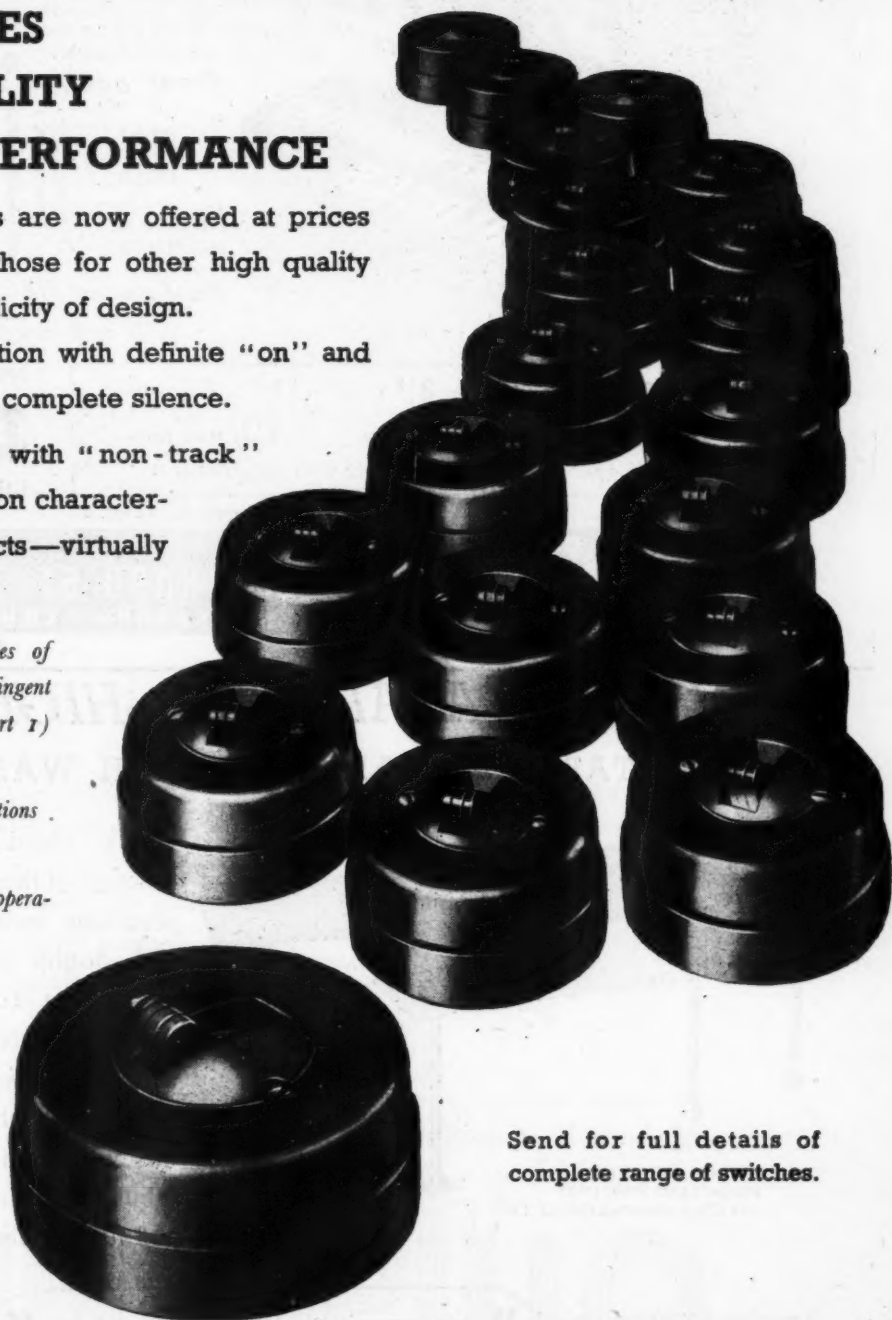 ES
LITY
ERFORMANCE
s are now offered at prices
hose for other high quality
icity of design.
tion with definite "on" and
complete silence.
with "non-track"
on character-
cts—virtually
es of
ingent
rt 1)
tions
opera-
Send for full details of
complete range of switches.